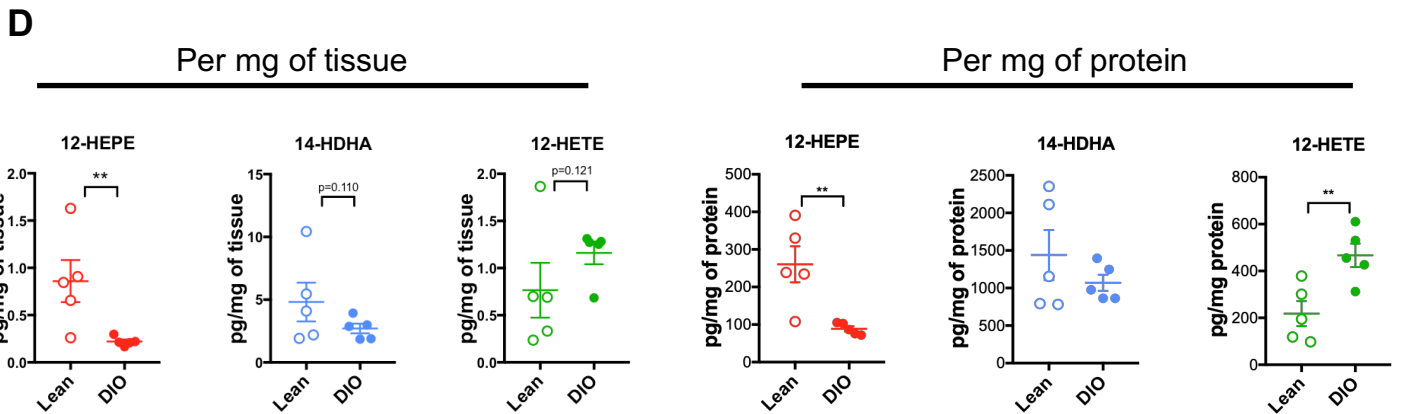 D
Per mg of tissue
Per mg of protein
12-HEPE
2.0
1.5
1.0
0.5
0.0
**
Lean
DIO
14-HDHA
pg/mg of tissue
15
10
5
0
p=0.110
Lean
DIO
12-HETE
pg/mg of tissue
2.0
1.5
1.0
0.5
0.0
p=0.121
Lean
DIO
12-HEPE
pg/mg of protein
500
400
300
200
100
0
**
Lean
DIO
14-HDHA
pg/mg of protein
2500
2000
1500
1000
500
0
Lean
DIO
12-HETE
pg/mg protein
800
600
400
200
0
**
Lean
DIO